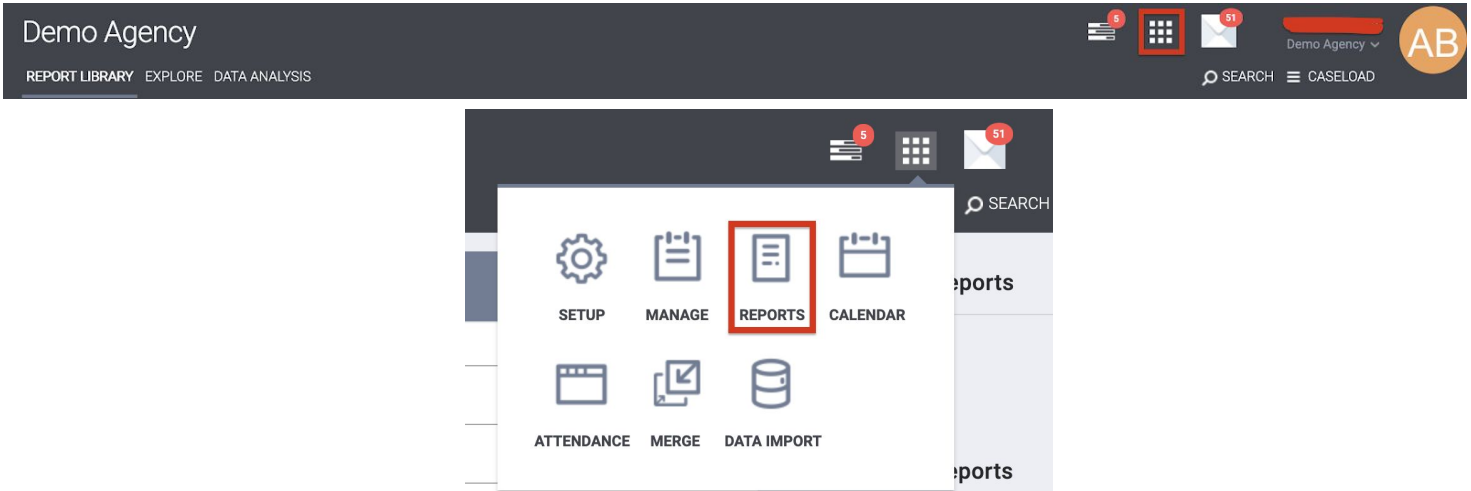 Demo Agency
5
51
Demo Agency
AB
REPORT LIBRARY EXPLORE DATA ANALYSIS
SEARCH CASELOAD
5
51
SEARCH
SETUP MANAGE REPORTS CALENDAR
eports
ATTENDANCE MERGE DATA IMPORT
eports